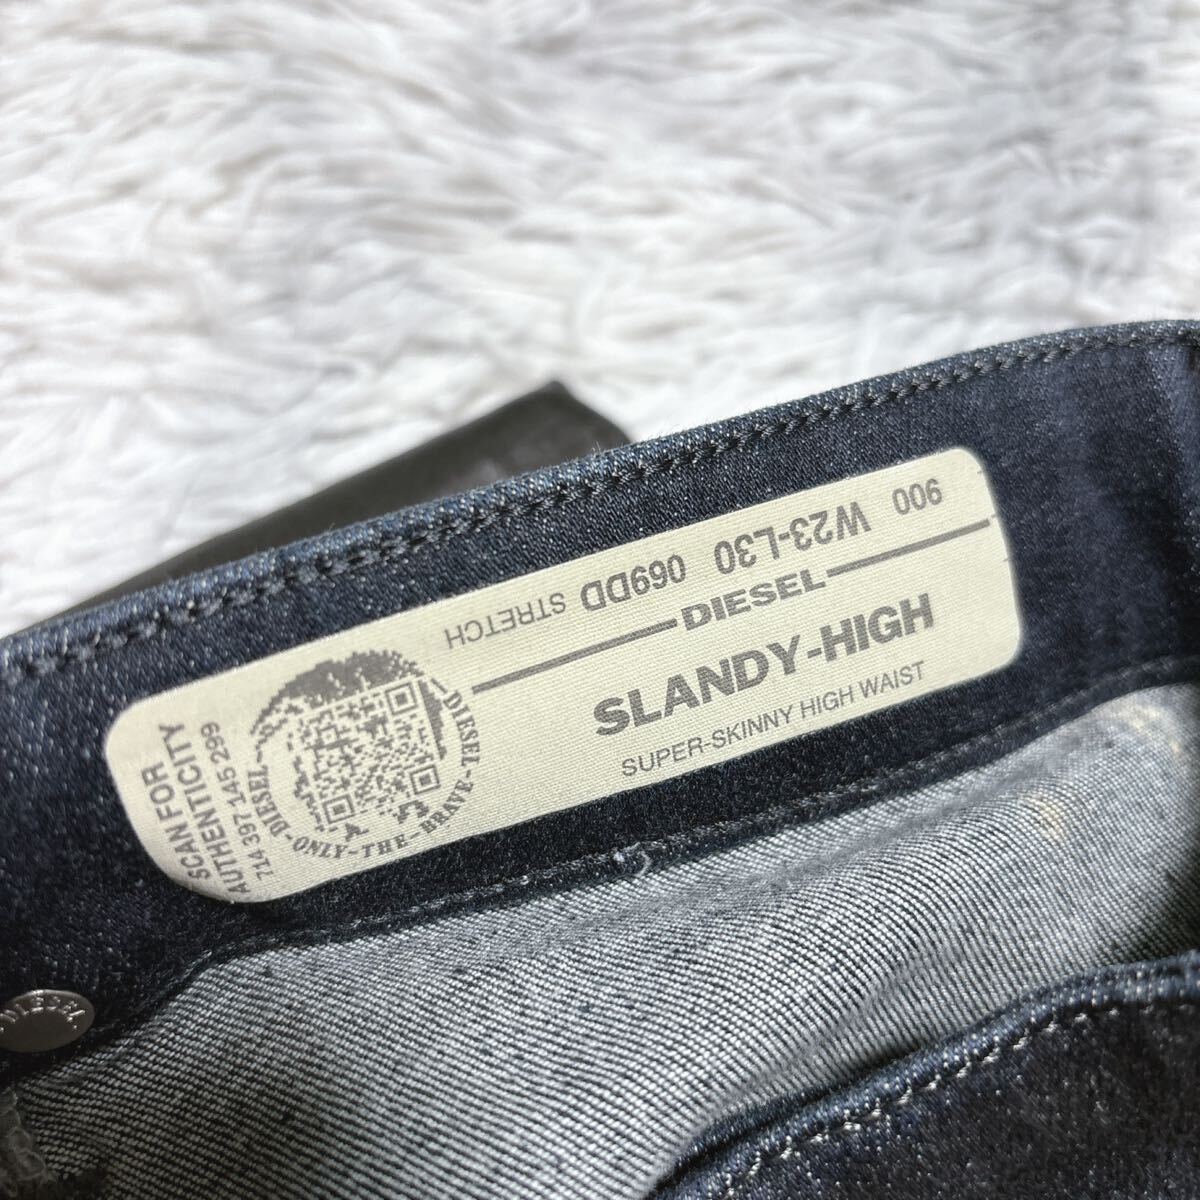 SCAN FOR
AUTHENTICITY
714 397 145 299
DIESEL-ONLY-THE-BRAVE-DIESEL
900 W23-L30 069DD STRETCH
DIESEL
SLANDY-HIGH
SUPER-SKINNY HIGH WAIST
DIESEL